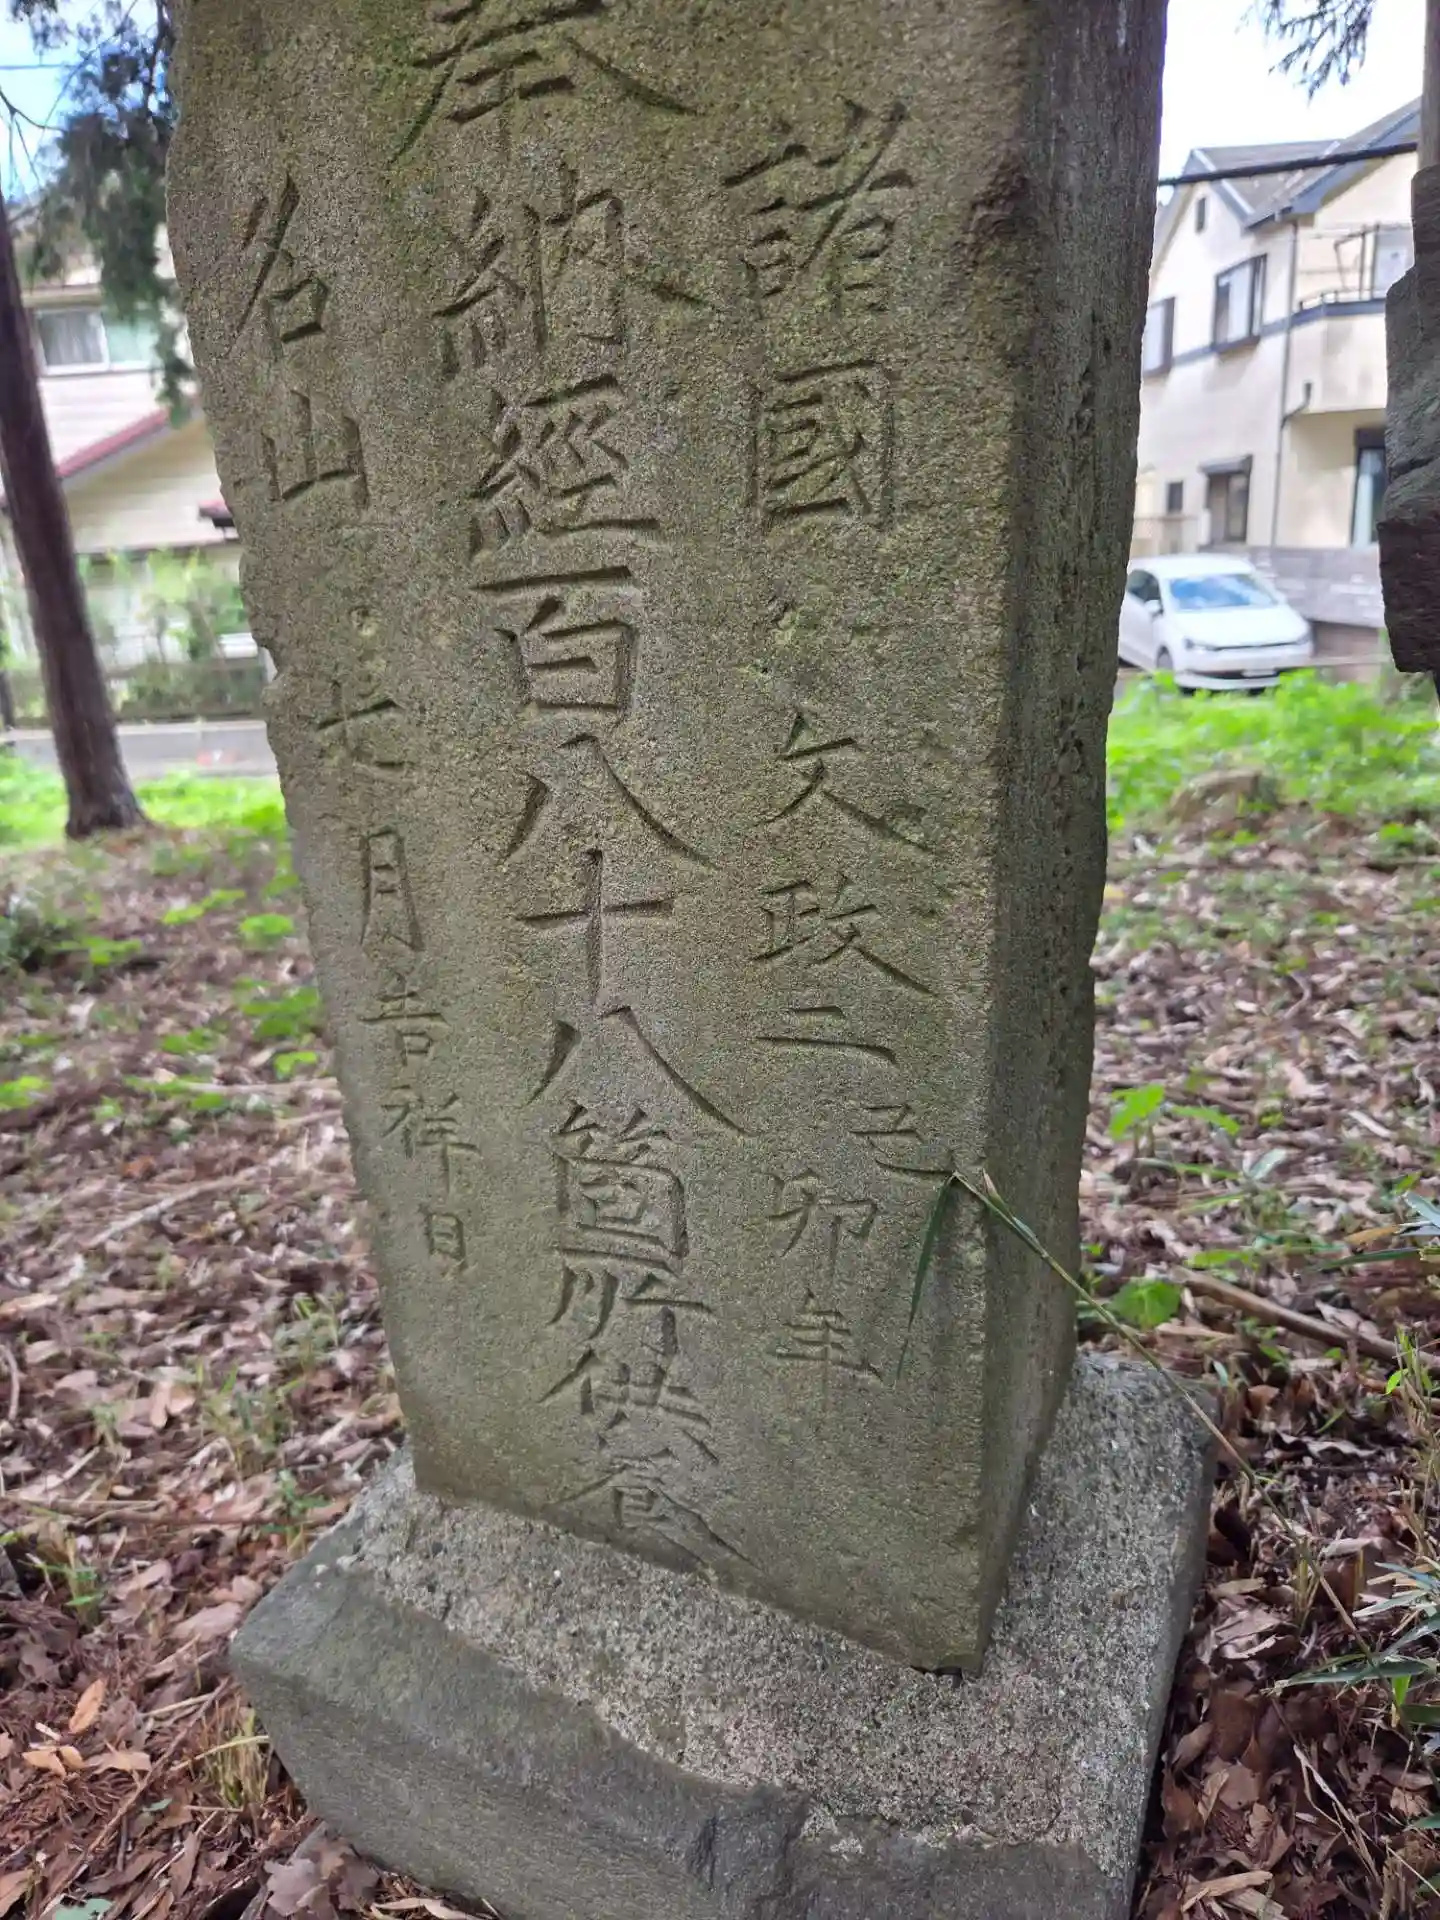 諸國 文政二己卯年
奉納經百八十八箇所供養
名山 七月吉祥日